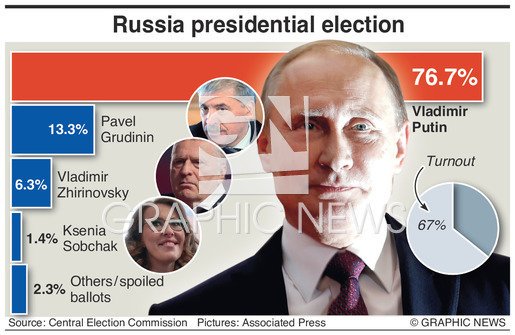 Russia presidential election
76.7%
Vladimir
Putin
13.3%
Pavel
Grudinin
6.3%
Vladimir
Zhirinovsky
1.4%
Ksenia
Sobchak
2.3%
Others/spoiled
ballots
Turnout
67%
GRAPHIC NEWS
Source: Central Election Commission
Pictures: Associated Press
© GRAPHIC NEWS